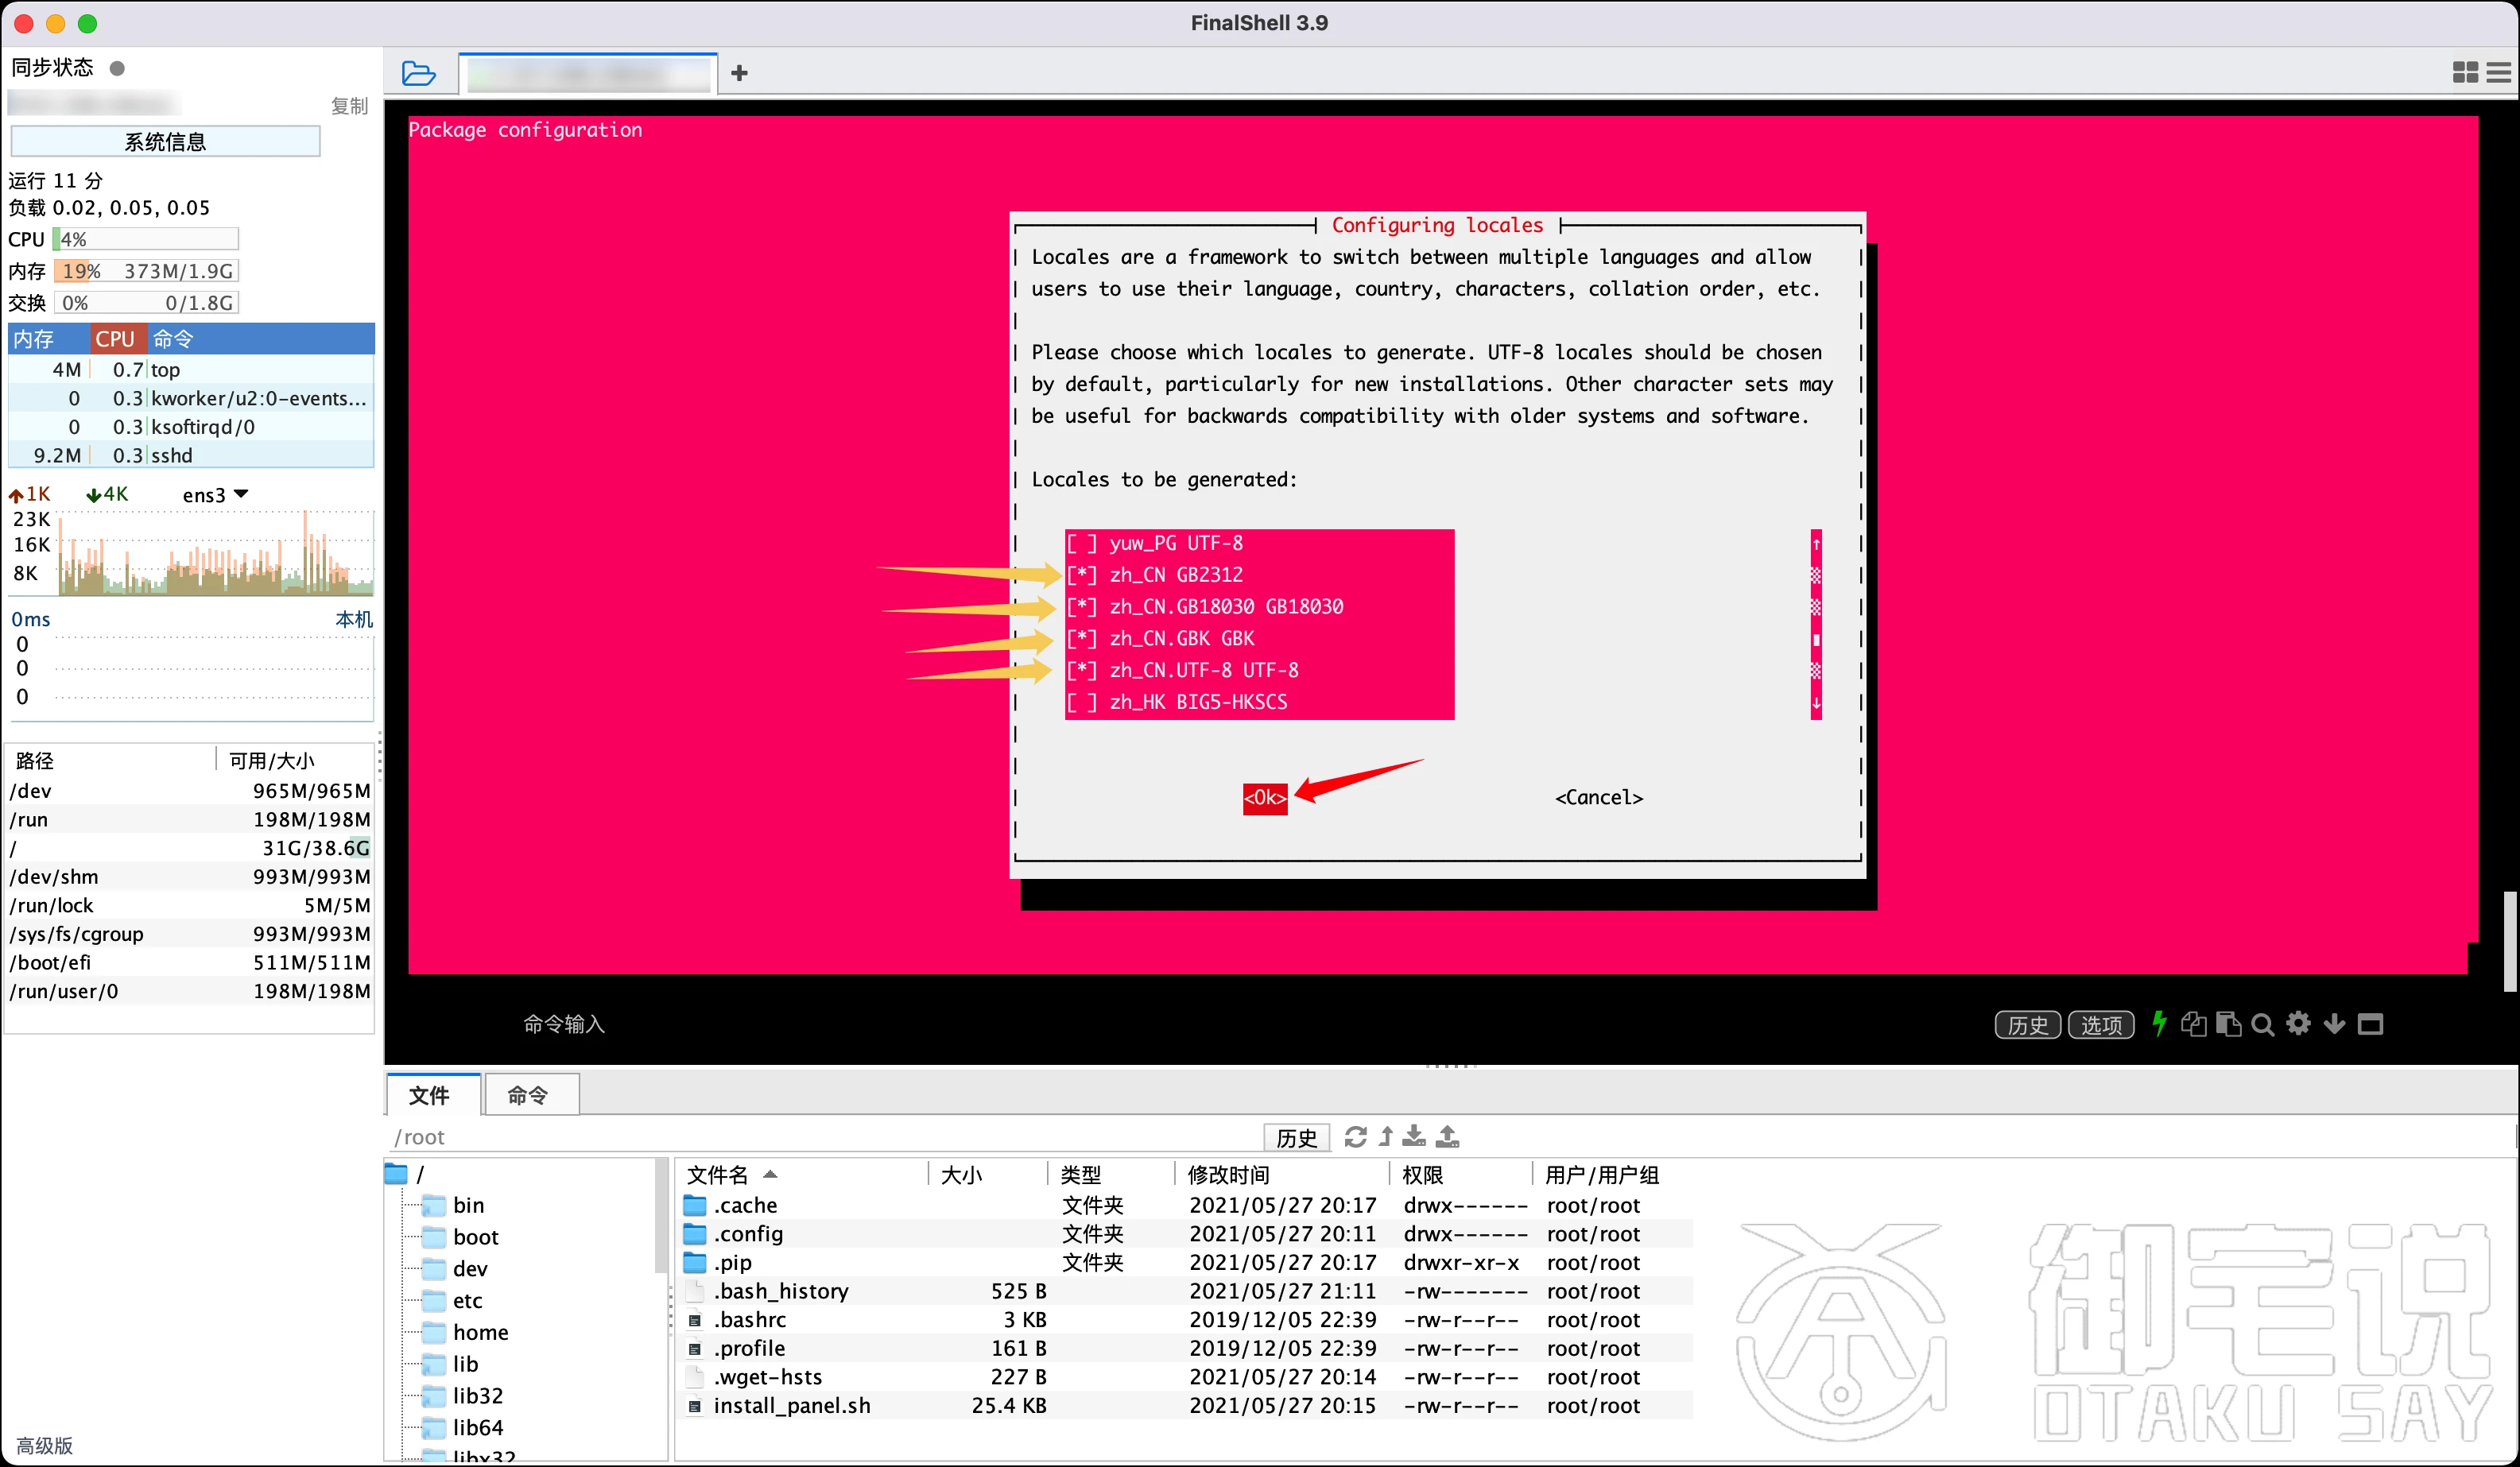 FinalShell 3.9
同步状态
复制
系统信息
运行 11 分
负载 0.02, 0.05, 0.05
CPU 4%
内存 19% 373M/1.9G
交换 0% 0/1.8G
内存 CPU 命令
4M 0.7 top
0 0.3 kworker/u2:0-events...
0 0.3 ksoftirqd/0
9.2M 0.3 sshd
1K 4K ens3
23K
16K
8K
0ms 本机
0
0
0
路径 可用/大小
/dev 965M/965M
/run 198M/198M
/ 31G/38.6G
/dev/shm 993M/993M
/run/lock 5M/5M
/sys/fs/cgroup 993M/993M
/boot/efi 511M/511M
/run/user/0 198M/198M
高级版
Package configuration
Configuring locales
Locales are a framework to switch between multiple languages and allow
users to use their language, country, characters, collation order, etc.
Please choose which locales to generate. UTF-8 locales should be chosen
by default, particularly for new installations. Other character sets may
be useful for backwards compatibility with older systems and software.
Locales to be generated:
[ ] yuw_PG UTF-8
[*] zh_CN GB2312
[*] zh_CN.GB18030 GB18030
[*] zh_CN.GBK GBK
[*] zh_CN.UTF-8 UTF-8
[ ] zh_HK BIG5-HKSCS
<Ok> <Cancel>
命令输入
历史 选项
文件 命令
/root 历史
/
bin
boot
dev
etc
home
lib
lib32
lib64
libx32
文件名 大小 类型 修改时间 权限 用户/用户组
.cache 文件夹 2021/05/27 20:17 drwx------ root/root
.config 文件夹 2021/05/27 20:11 drwx------ root/root
.pip 文件夹 2021/05/27 20:17 drwxr-xr-x root/root
.bash_history 525 B 2021/05/27 21:11 -rw------- root/root
.bashrc 3 KB 2019/12/05 22:39 -rw-r--r-- root/root
.profile 161 B 2019/12/05 22:39 -rw-r--r-- root/root
.wget-hsts 227 B 2021/05/27 20:14 -rw-r--r-- root/root
install_panel.sh 25.4 KB 2021/05/27 20:15 -rw-r--r-- root/root
御宅说
OTAKU SAY